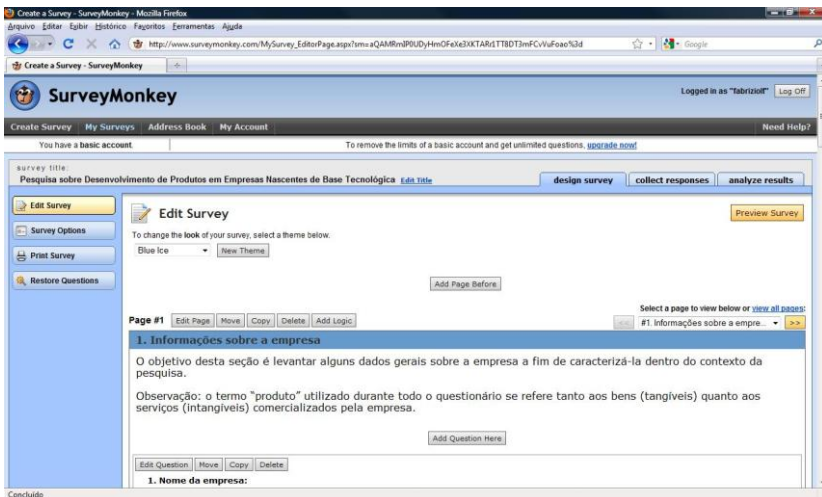 Create a Survey - SurveyMonkey - Mozilla Firefox
Arquivo Editar Exibir Histórico Favoritos Ferramentas Ajuda
http://www.surveymonkey.com/MySurvey_EditorPage.aspx?sm=
Google
Create a Survey - SurveyMonkey
SurveyMonkey
Logged in as "fabriziolf" Log Off
Create Survey My Surveys Address Book My Account Need Help?
You have a basic account. To remove the limits of a basic account and get unlimited questions, upgrade now!
survey title:
Pesquisa sobre Desenvolvimento de Produtos em Empresas Nascentes de Base Tecnológica Edit Title
design survey collect responses analyze results
Edit Survey
Survey Options
Print Survey
Restore Questions
Edit Survey
Preview Survey
To change the look of your survey, select a theme below.
Blue Ice New Theme
Add Page Before
Select a page to view below or view all pages:
Page #1 Edit Page Move Copy Delete Add Logic << #1. Informações sobre a empre... >>
1. Informações sobre a empresa
O objetivo desta seção é levantar alguns dados gerais sobre a empresa a fim de caracterizá-la dentro do contexto da
pesquisa.
Observação: o termo "produto" utilizado durante todo o questionário se refere tanto aos bens (tangíveis) quanto aos
serviços (intangíveis) comercializados pela empresa.
Add Question Here
Edit Question Move Copy Delete
1. Nome da empresa:
Concluído